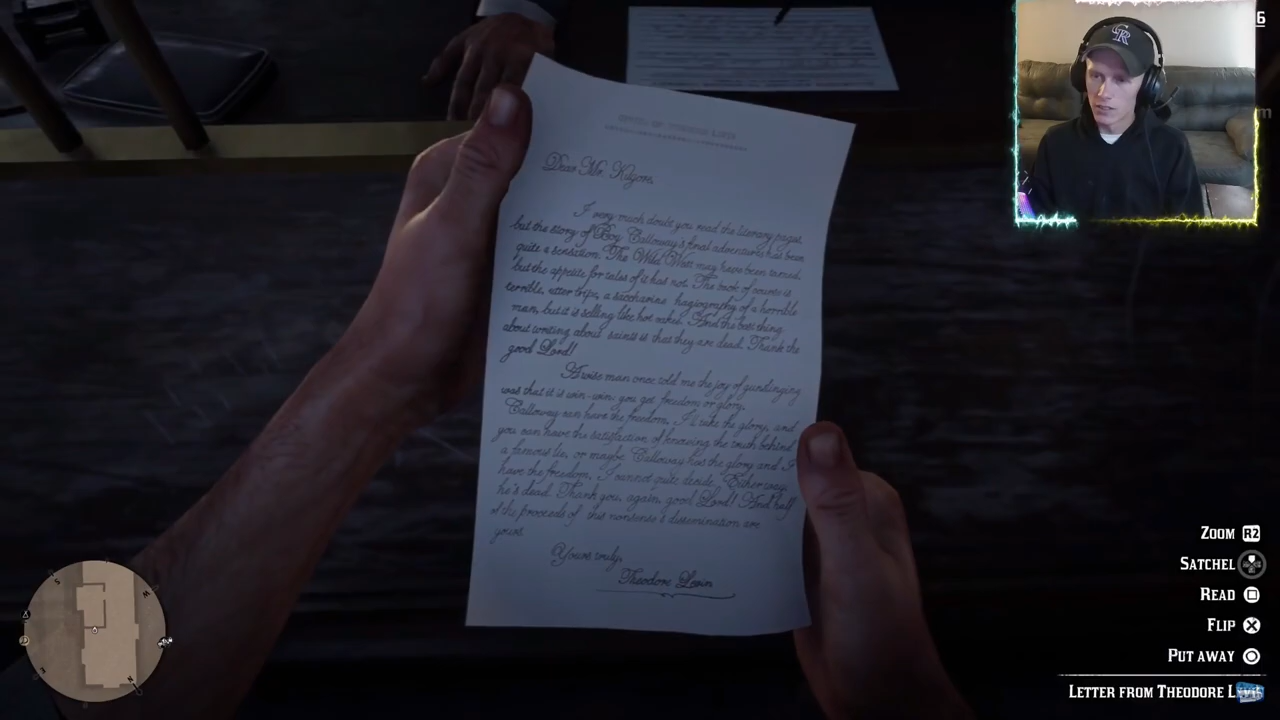 6
Dear Mr. Kilgore,
I very much doubt you read the literary pages,
but the story of Boy Calloway's final adventures has been
quite a sensation. The Wild West may have been tamed,
but the appetite for tales of it has not. The book of course is
terrible, utter tripe, a saccharine hagiography of a horrible
man, but it is selling like hot cakes. And the best thing
about writing about saints is that they are dead. Thank the
good Lord!
A wise man once told me the joy of gunslinging
was that it is win-win: you get freedom or glory.
Calloway can have the freedom, I'll take the glory, and
you can have the satisfaction of knowing the truth behind
a famous lie, or maybe Calloway has the glory and I
have the freedom, I cannot quite decide. Either way,
he's dead. Thank you, again, good Lord! And half
of the proceeds of this nonsense's dissemination are
yours.
Yours truly,
Theodore Levin
ZOOM R2
SATCHEL
READ
FLIP
PUT AWAY
LETTER FROM THEODORE